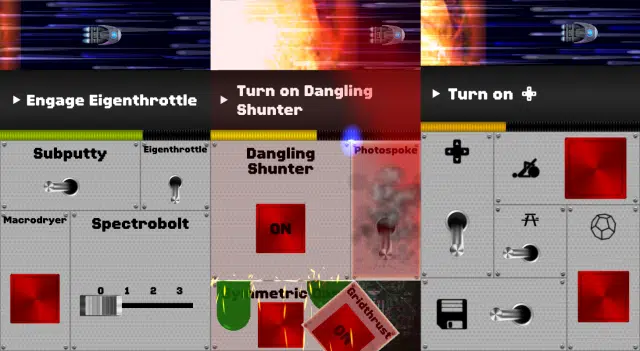 Engage Eigenthrottle
Subputty
Eigenthrottle
Macrodryer
Spectrobolt
0 1 2 3
Turn on Dangling
Shunter
Dangling
Shunter
Photospoke
ON
Gridthrust
ON
Turn on